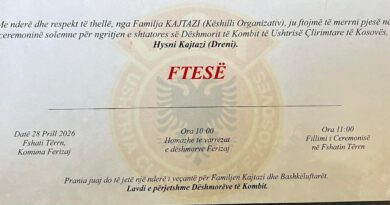 Me nderë dhe respekt të thellë, nga Familja KAJTAZI (Këshilli Organizativ), ju ftojmë të merrni pjesë në
ceremoninë solemne për ngritjen e shtatores së Dëshmorit të Kombit të Ushtrisë Çlirimtare të Kosovës,
Hysni Kajtazi (Dreni).
FTESË
Datë 28 Prill 2026
Fshati Tërrn,
Komuna Ferizaj
Ora 10:00
Homazhe të varrezat
e dëshmorve Ferizaj
Ora 11:00
Fillimi i Ceremonisë
në Fshatin Tërrn
Prania juaj do të jetë një nderë i veçantë për Familjen Kajtazi dhe Bashkëluftarët.
Lavdi e përjetshme Dëshmorëve të Kombit.